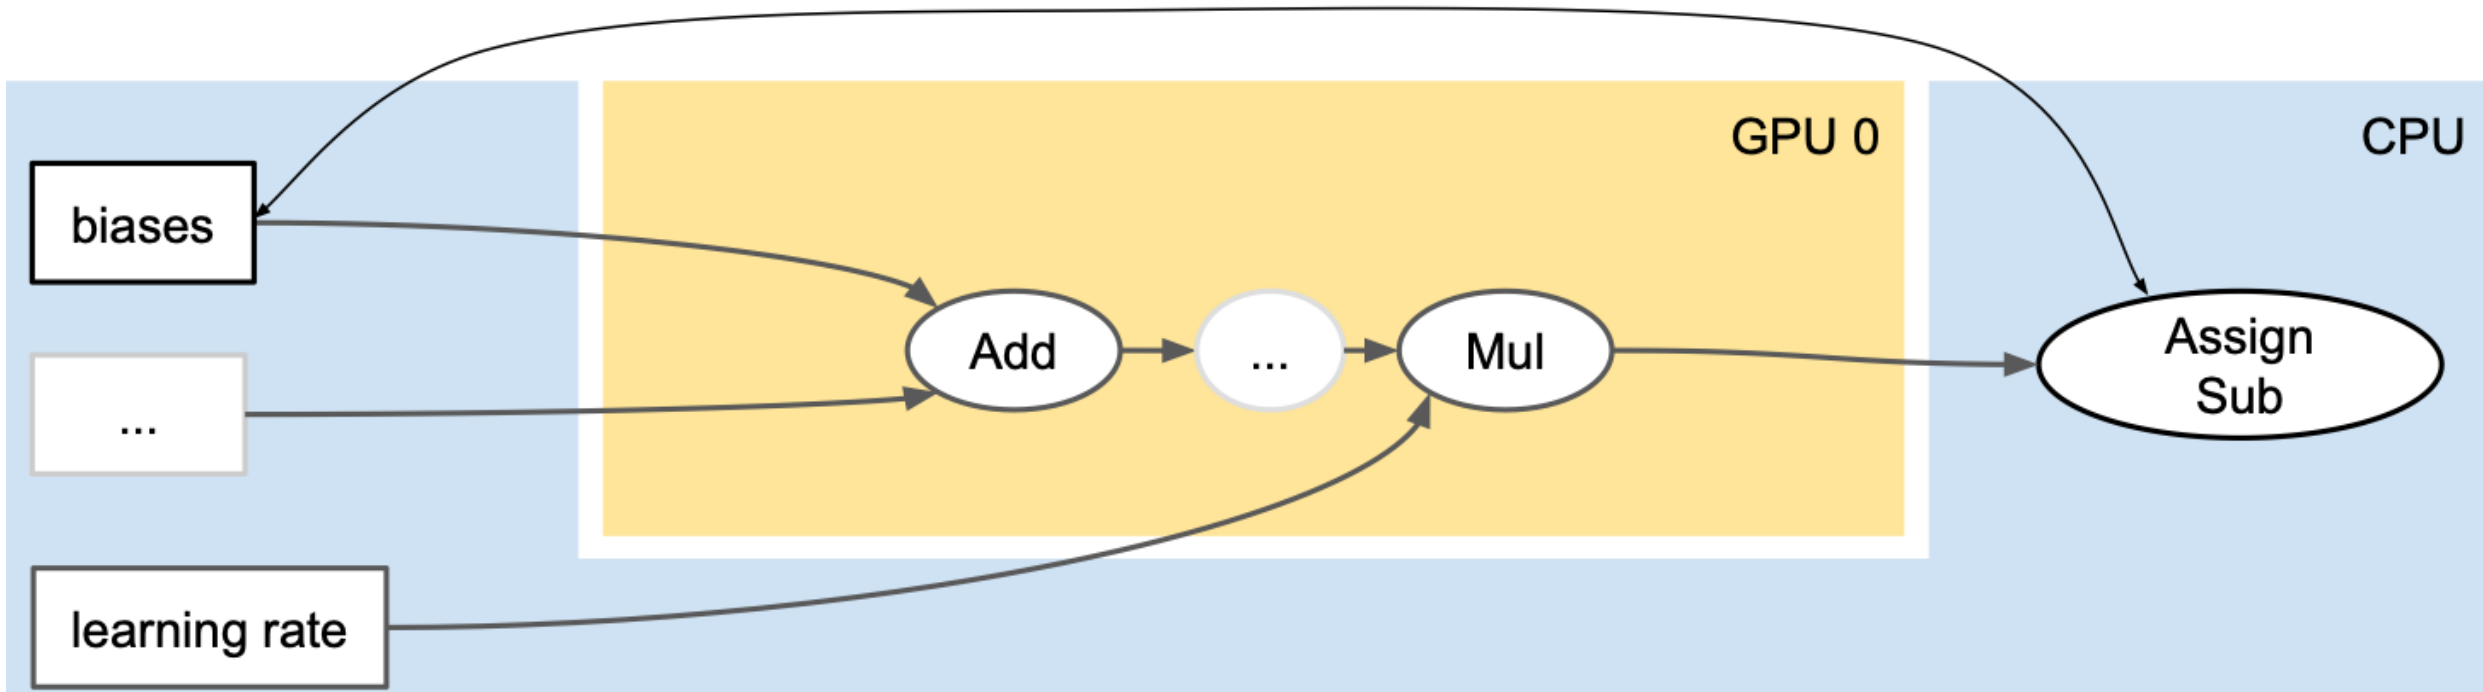 GPU 0
CPU
biases
Add
...
Mul
Assign
Sub
...
learning rate